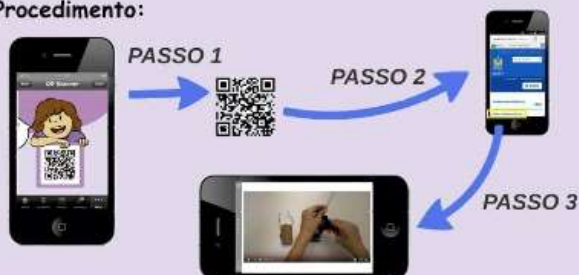 Procedimento:
PASSO 1
PASSO 2
PASSO 3
QR Scanner